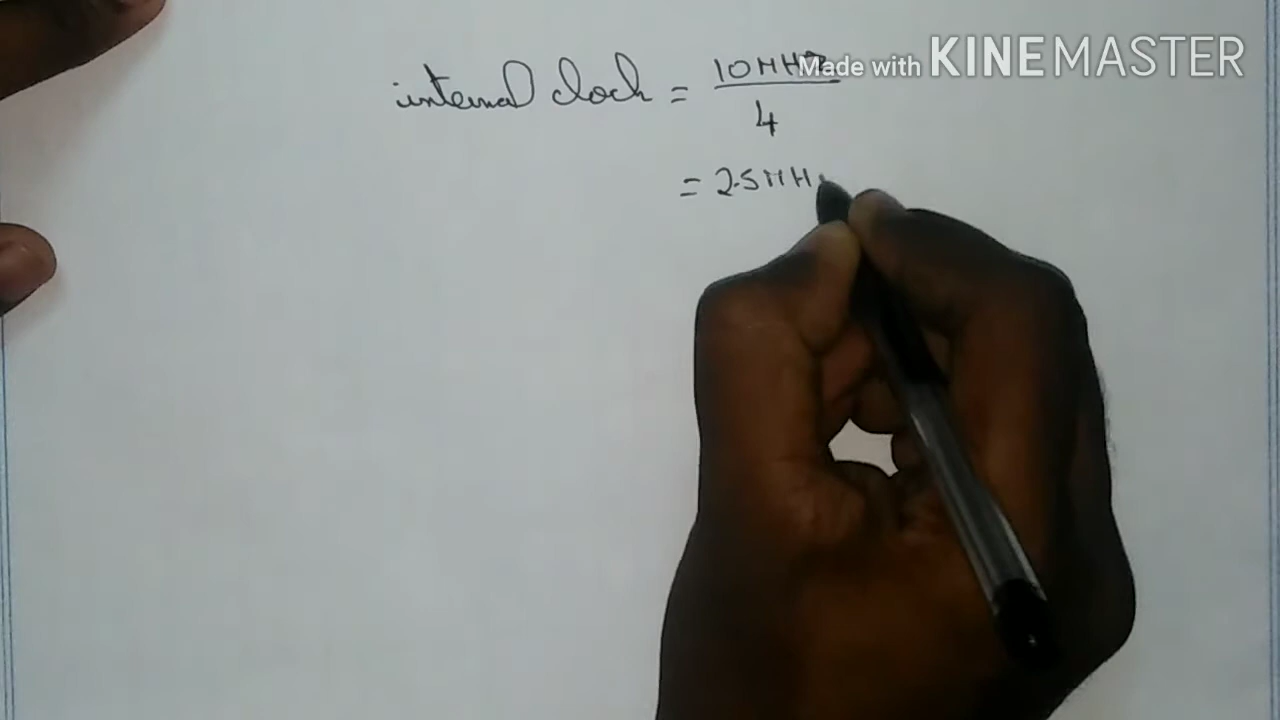 Made with KINEMASTER
internal clock = 10MHz
4
= 2.5MH